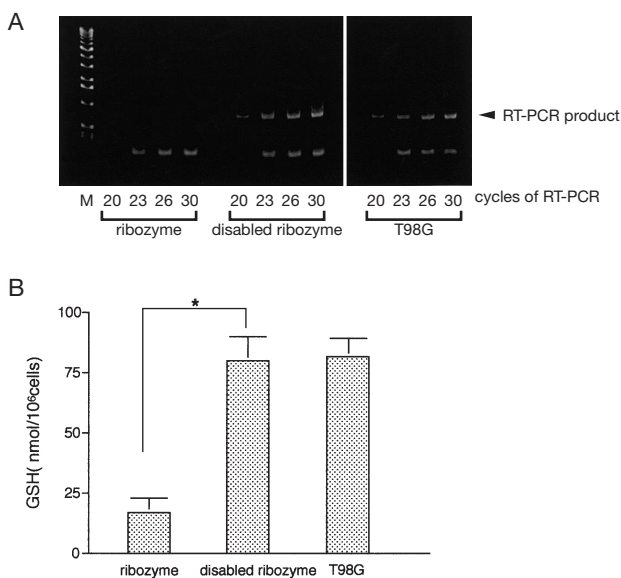 A
RT-PCR product
M 20 23 26 30 20 23 26 30 20 23 26 30 cycles of RT-PCR
ribozyme disabled ribozyme T98G
B
*
100
75
50
25
0
GSH( nmol/10⁶cells)
ribozyme disabled ribozyme T98G